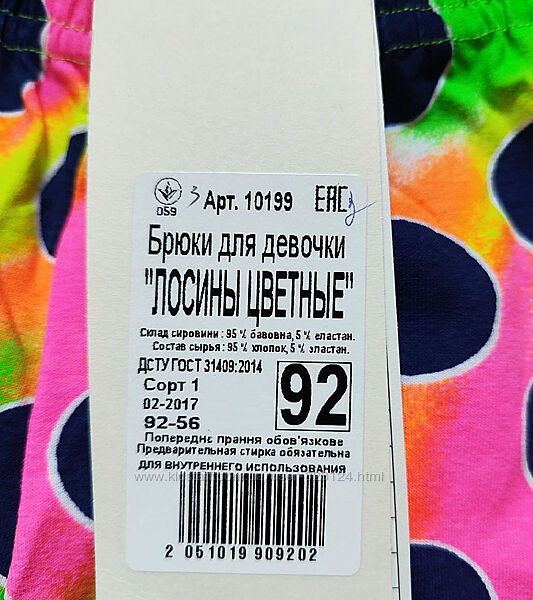 3 Арт. 10199 ЕАС 3
059
Брюки для девочки
"ЛОСИНЫ ЦВЕТНЫЕ"
Склад сировини : 95 % бавовна, 5 % еластан.
Состав сырья : 95 % хлопок, 5 % эластан.
ДСТУ ГОСТ 31409:2014
Сорт 1
02-2017
92-56
92
Попереднє прання обов'язкове
Предварительная стирка обязательна
ДЛЯ ВНУТРЕННЕГО ИСПОЛЬЗОВАНИЯ
2 051019 909202